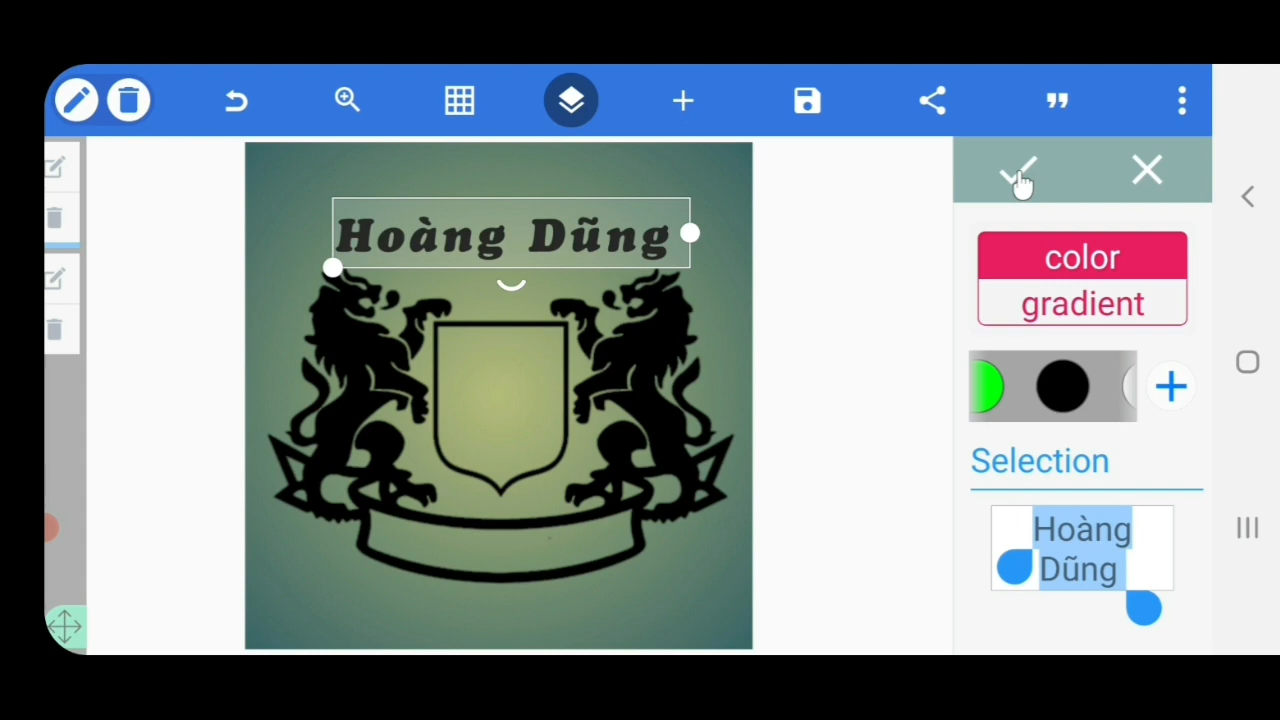 Hoàng Dũng
color
gradient
Selection
Hoàng
Dũng